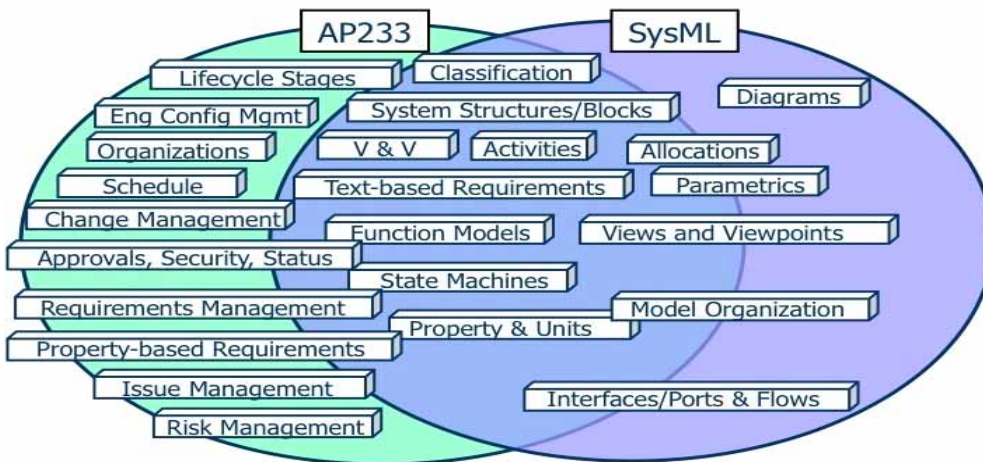 AP233
SysML
Lifecycle Stages
Classification
Diagrams
Eng Config Mgmt
System Structures/Blocks
Organizations
V & V
Activities
Allocations
Schedule
Text-based Requirements
Parametrics
Change Management
Function Models
Views and Viewpoints
Approvals, Security, Status
State Machines
Requirements Management
Model Organization
Property & Units
Property-based Requirements
Issue Management
Interfaces/Ports & Flows
Risk Management